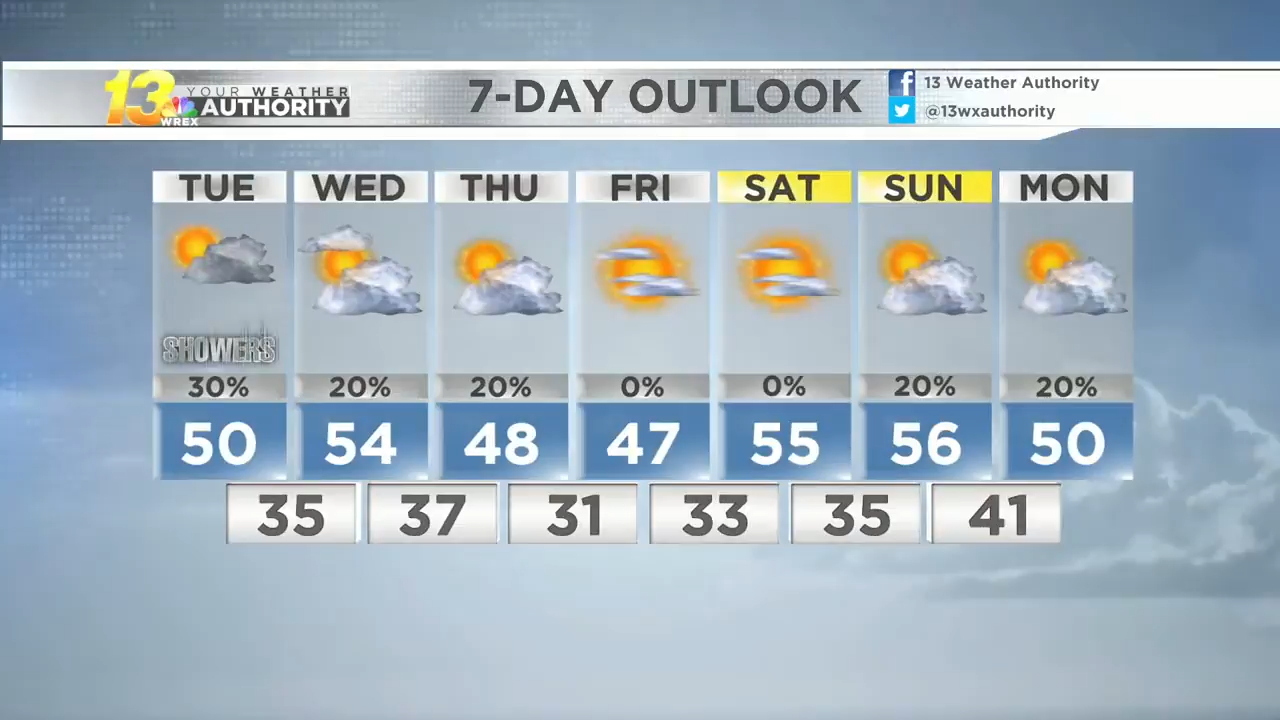 13 YOUR WEATHER
AUTHORITY
WREX
7-DAY OUTLOOK
f 13 Weather Authority
@13wxauthority
TUE WED THU FRI SAT SUN MON
SHOWERS
30% 20% 20% 0% 0% 20% 20%
50 54 48 47 55 56 50
35 37 31 33 35 41